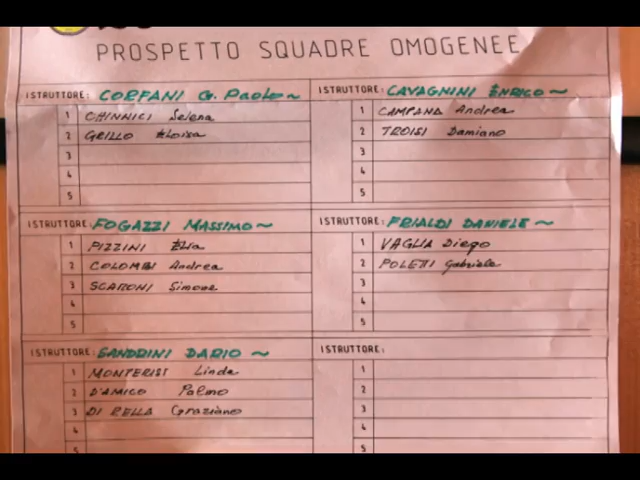 PROSPETTO SQUADRE OMOGENEE
ISTRUTTORE: CORFANI G. Paolo ~
1 CHINNICI Selena
2 GRILLO Eloisa
3
4
5
ISTRUTTORE: CAVAGNINI ENRICO ~
1 CAMPANA Andrea
2 TROISI Damiano
3
4
5
ISTRUTTORE: FOGAZZI MASSIMO ~
1 PIZZINI Elia
2 COLOMBI Andrea
3 SCARONI Simone
4
5
ISTRUTTORE: FRIALDI DANIELE ~
1 VAGLIA Diego
2 POLETTI Gabriele
3
4
5
ISTRUTTORE: SANDRINI DARIO ~
1 MONTERISI Linda
2 D'AMICO Palmo
3 DI RELLA Graziano
4
5
ISTRUTTORE:
1
2
3
4
5